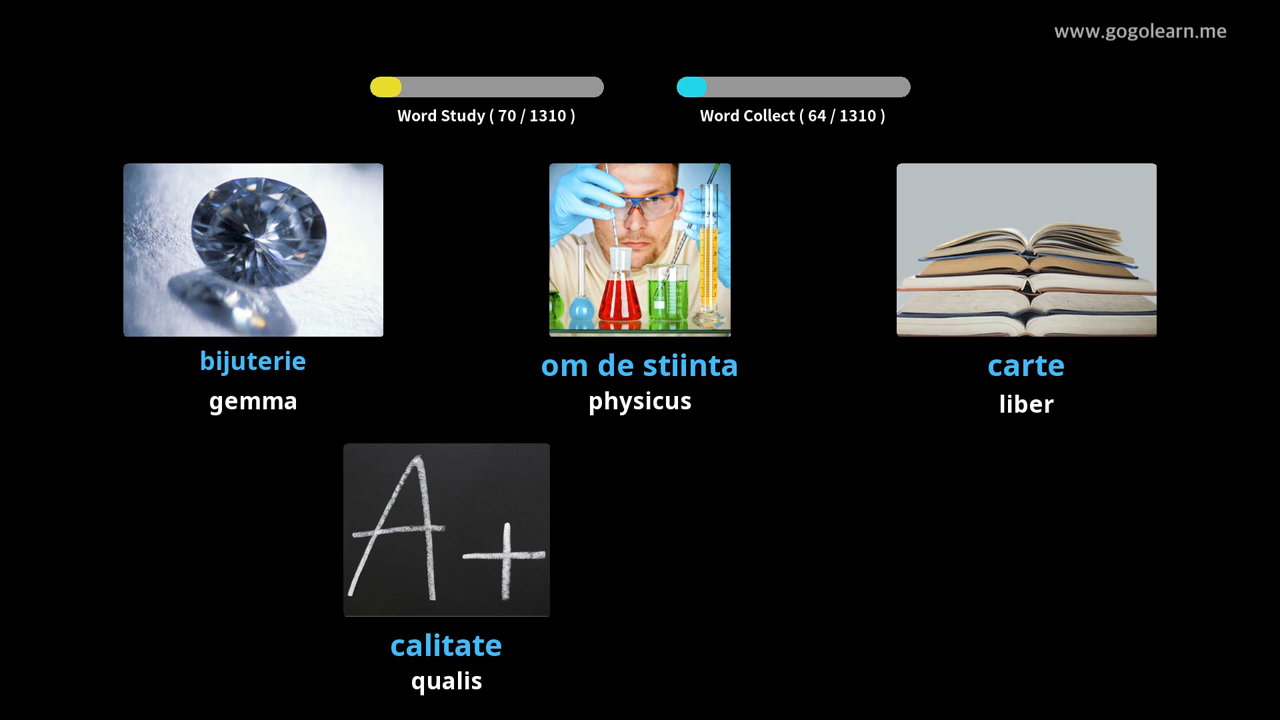 www.gogolearn.me
Word Study ( 70 / 1310 )
Word Collect ( 64 / 1310 )
bijuterie
gemma
om de stiinta
physicus
carte
liber
A+
calitate
qualis